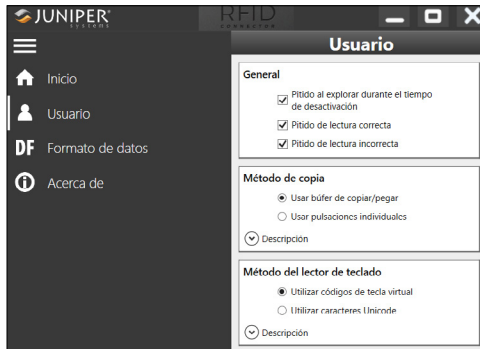 JUNIPER
systems
RFID
CONNECTOR
Usuario
Inicio
Usuario
DF Formato de datos
Acerca de
General
Pitido al explorar durante el tiempo
de desactivación
Pitido de lectura correcta
Pitido de lectura incorrecta
Método de copia
Usar búfer de copiar/pegar
Usar pulsaciones individuales
Descripción
Método del lector de teclado
Utilizar códigos de tecla virtual
Utilizar caracteres Unicode
Descripción